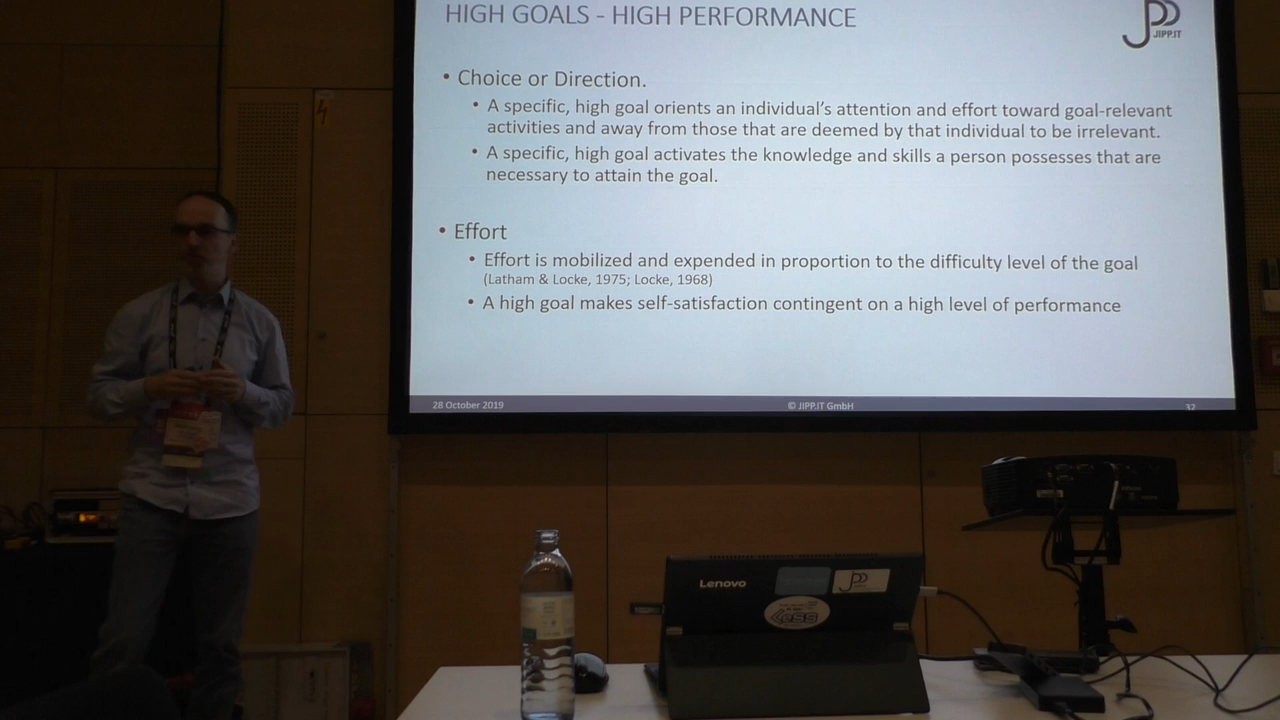 HIGH GOALS - HIGH PERFORMANCE
JIPP.IT
• Choice or Direction.
• A specific, high goal orients an individual's attention and effort toward goal-relevant
activities and away from those that are deemed by that individual to be irrelevant.
• A specific, high goal activates the knowledge and skills a person possesses that are
necessary to attain the goal.
• Effort
• Effort is mobilized and expended in proportion to the difficulty level of the goal
(Latham & Locke, 1975; Locke, 1968)
• A high goal makes self-satisfaction contingent on a high level of performance
28 October 2019
© JIPP.IT GmbH
32
Lenovo
LeSS